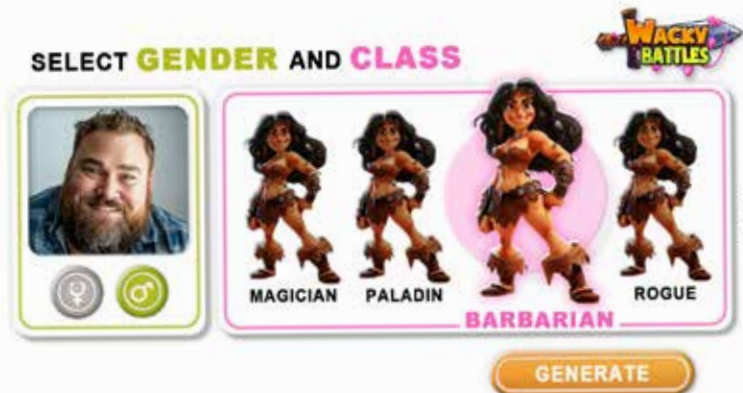 SELECT GENDER AND CLASS
WACKY
BATTLES
MAGICIAN
PALADIN
BARBARIAN
ROGUE
GENERATE